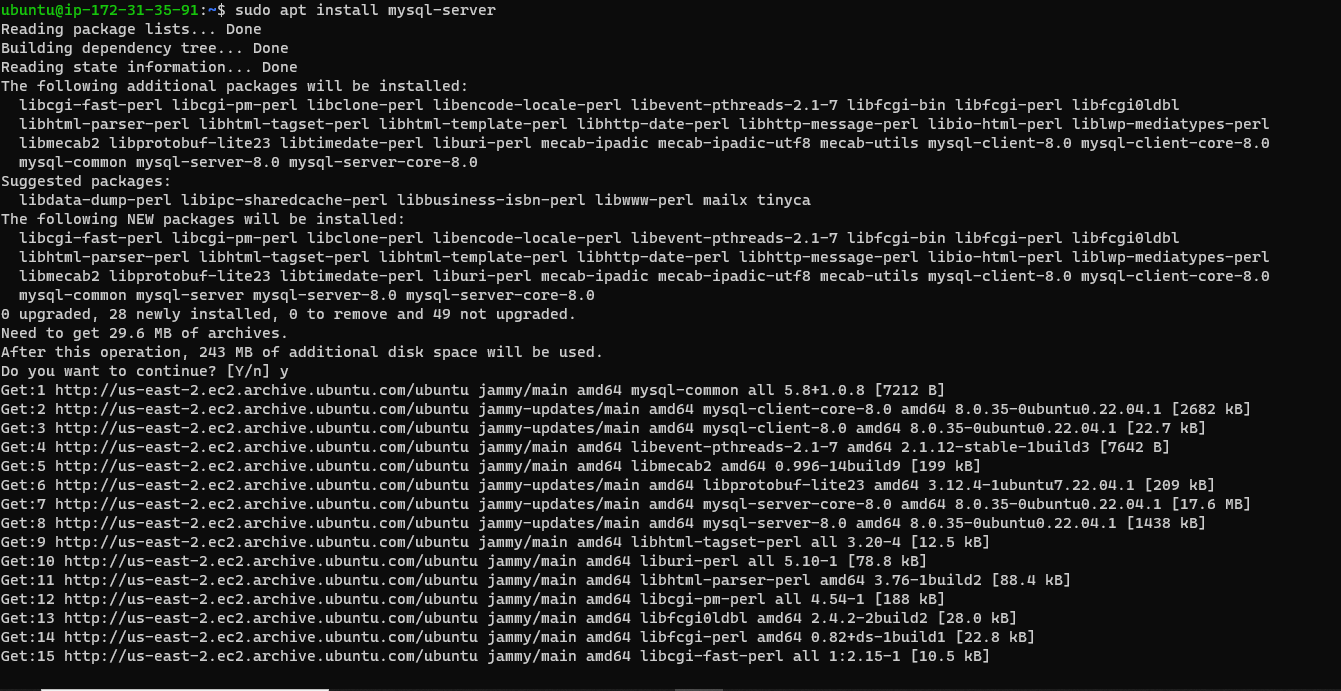 ubuntu@ip-172-31-35-91:~$ sudo apt install mysql-server
Reading package lists... Done
Building dependency tree... Done
Reading state information... Done
The following additional packages will be installed:
  libcgi-fast-perl libcgi-pm-perl libclone-perl libencode-locale-perl libevent-pthreads-2.1-7 libfcgi-bin libfcgi-perl libfcgi0ldbl
  libhtml-parser-perl libhtml-tagset-perl libhtml-template-perl libhttp-date-perl libhttp-message-perl libio-html-perl liblwp-mediatypes-perl
  libmecab2 libprotobuf-lite23 libtimedate-perl liburi-perl mecab-ipadic mecab-ipadic-utf8 mecab-utils mysql-client-8.0 mysql-client-core-8.0
  mysql-common mysql-server-8.0 mysql-server-core-8.0
Suggested packages:
  libdata-dump-perl libipc-sharedcache-perl libbusiness-isbn-perl libwww-perl mailx tinyca
The following NEW packages will be installed:
  libcgi-fast-perl libcgi-pm-perl libclone-perl libencode-locale-perl libevent-pthreads-2.1-7 libfcgi-bin libfcgi-perl libfcgi0ldbl
  libhtml-parser-perl libhtml-tagset-perl libhtml-template-perl libhttp-date-perl libhttp-message-perl libio-html-perl liblwp-mediatypes-perl
  libmecab2 libprotobuf-lite23 libtimedate-perl liburi-perl mecab-ipadic mecab-ipadic-utf8 mecab-utils mysql-client-8.0 mysql-client-core-8.0
  mysql-common mysql-server mysql-server-8.0 mysql-server-core-8.0
0 upgraded, 28 newly installed, 0 to remove and 49 not upgraded.
Need to get 29.6 MB of archives.
After this operation, 243 MB of additional disk space will be used.
Do you want to continue? [Y/n] y
Get:1 http://us-east-2.ec2.archive.ubuntu.com/ubuntu jammy/main amd64 mysql-common all 5.8+1.0.8 [7212 B]
Get:2 http://us-east-2.ec2.archive.ubuntu.com/ubuntu jammy-updates/main amd64 mysql-client-core-8.0 amd64 8.0.35-0ubuntu0.22.04.1 [2682 kB]
Get:3 http://us-east-2.ec2.archive.ubuntu.com/ubuntu jammy-updates/main amd64 mysql-client-8.0 amd64 8.0.35-0ubuntu0.22.04.1 [22.7 kB]
Get:4 http://us-east-2.ec2.archive.ubuntu.com/ubuntu jammy/main amd64 libevent-pthreads-2.1-7 amd64 2.1.12-stable-1build3 [7642 B]
Get:5 http://us-east-2.ec2.archive.ubuntu.com/ubuntu jammy/main amd64 libmecab2 amd64 0.996-14build9 [199 kB]
Get:6 http://us-east-2.ec2.archive.ubuntu.com/ubuntu jammy-updates/main amd64 libprotobuf-lite23 amd64 3.12.4-1ubuntu7.22.04.1 [209 kB]
Get:7 http://us-east-2.ec2.archive.ubuntu.com/ubuntu jammy-updates/main amd64 mysql-server-core-8.0 amd64 8.0.35-0ubuntu0.22.04.1 [17.6 MB]
Get:8 http://us-east-2.ec2.archive.ubuntu.com/ubuntu jammy-updates/main amd64 mysql-server-8.0 amd64 8.0.35-0ubuntu0.22.04.1 [1438 kB]
Get:9 http://us-east-2.ec2.archive.ubuntu.com/ubuntu jammy/main amd64 libhtml-tagset-perl all 3.20-4 [12.5 kB]
Get:10 http://us-east-2.ec2.archive.ubuntu.com/ubuntu jammy/main amd64 liburi-perl all 5.10-1 [78.8 kB]
Get:11 http://us-east-2.ec2.archive.ubuntu.com/ubuntu jammy/main amd64 libhtml-parser-perl amd64 3.76-1build2 [88.4 kB]
Get:12 http://us-east-2.ec2.archive.ubuntu.com/ubuntu jammy/main amd64 libcgi-pm-perl all 4.54-1 [188 kB]
Get:13 http://us-east-2.ec2.archive.ubuntu.com/ubuntu jammy/main amd64 libfcgi0ldbl amd64 2.4.2-2build2 [28.0 kB]
Get:14 http://us-east-2.ec2.archive.ubuntu.com/ubuntu jammy/main amd64 libfcgi-perl amd64 0.82+ds-1build1 [22.8 kB]
Get:15 http://us-east-2.ec2.archive.ubuntu.com/ubuntu jammy/main amd64 libcgi-fast-perl all 1:2.15-1 [10.5 kB]